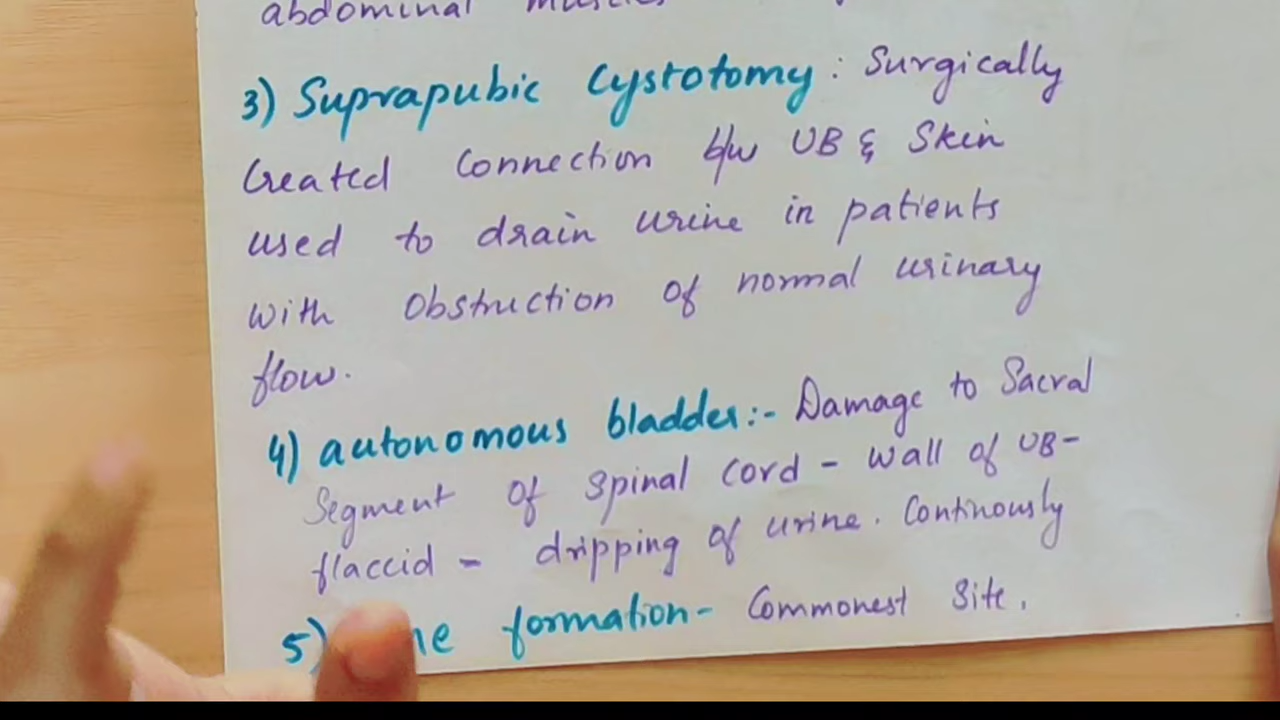 abdominal
3) Suprapubic Cystotomy : Surgically
Created Connection b/w UB & Skin
used to drain urine in patients
with Obstruction of normal urinary
flow.
4) autonomous bladder:- Damage to Sacral
Segment of Spinal Cord - Wall of UB-
flaccid - dripping of urine. Continously
5) formation- Commonest Site.